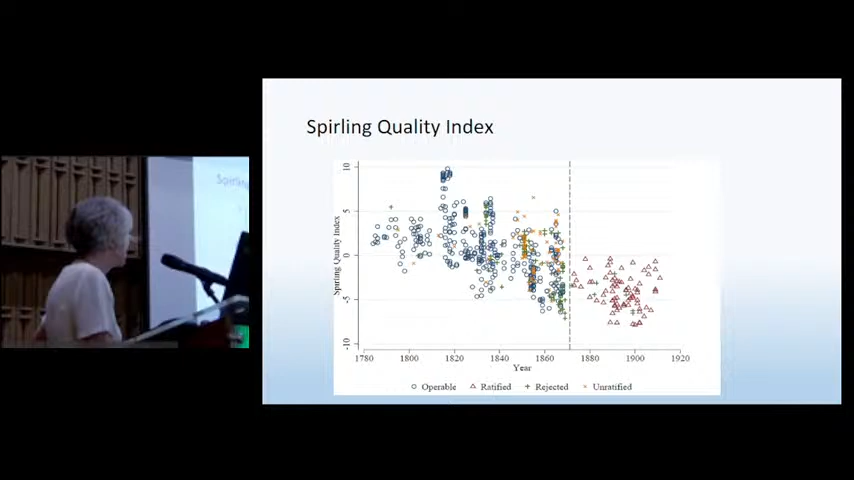 Spirling Quality Index
10
5
0
-5
-10
Spirling Quality Index
1780 1800 1820 1840 1860 1880 1900 1920
Year
Operable Ratified Rejected Unratified